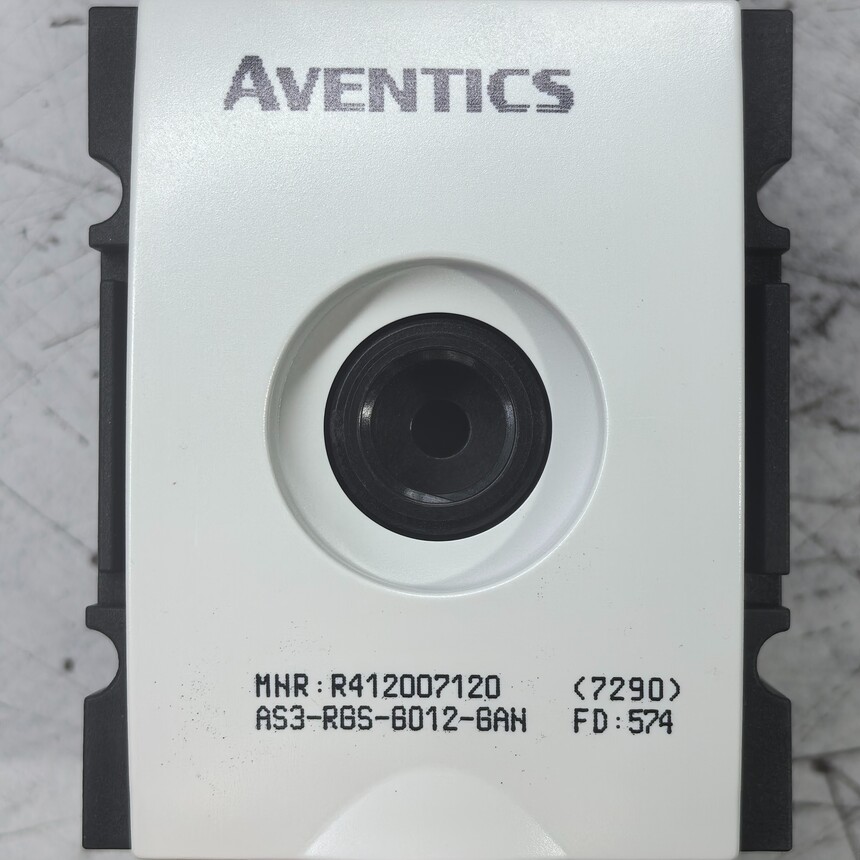 AVENTICS
MNR:R412007120 (7290)
AS3-RGS-G012-GAN FD:574